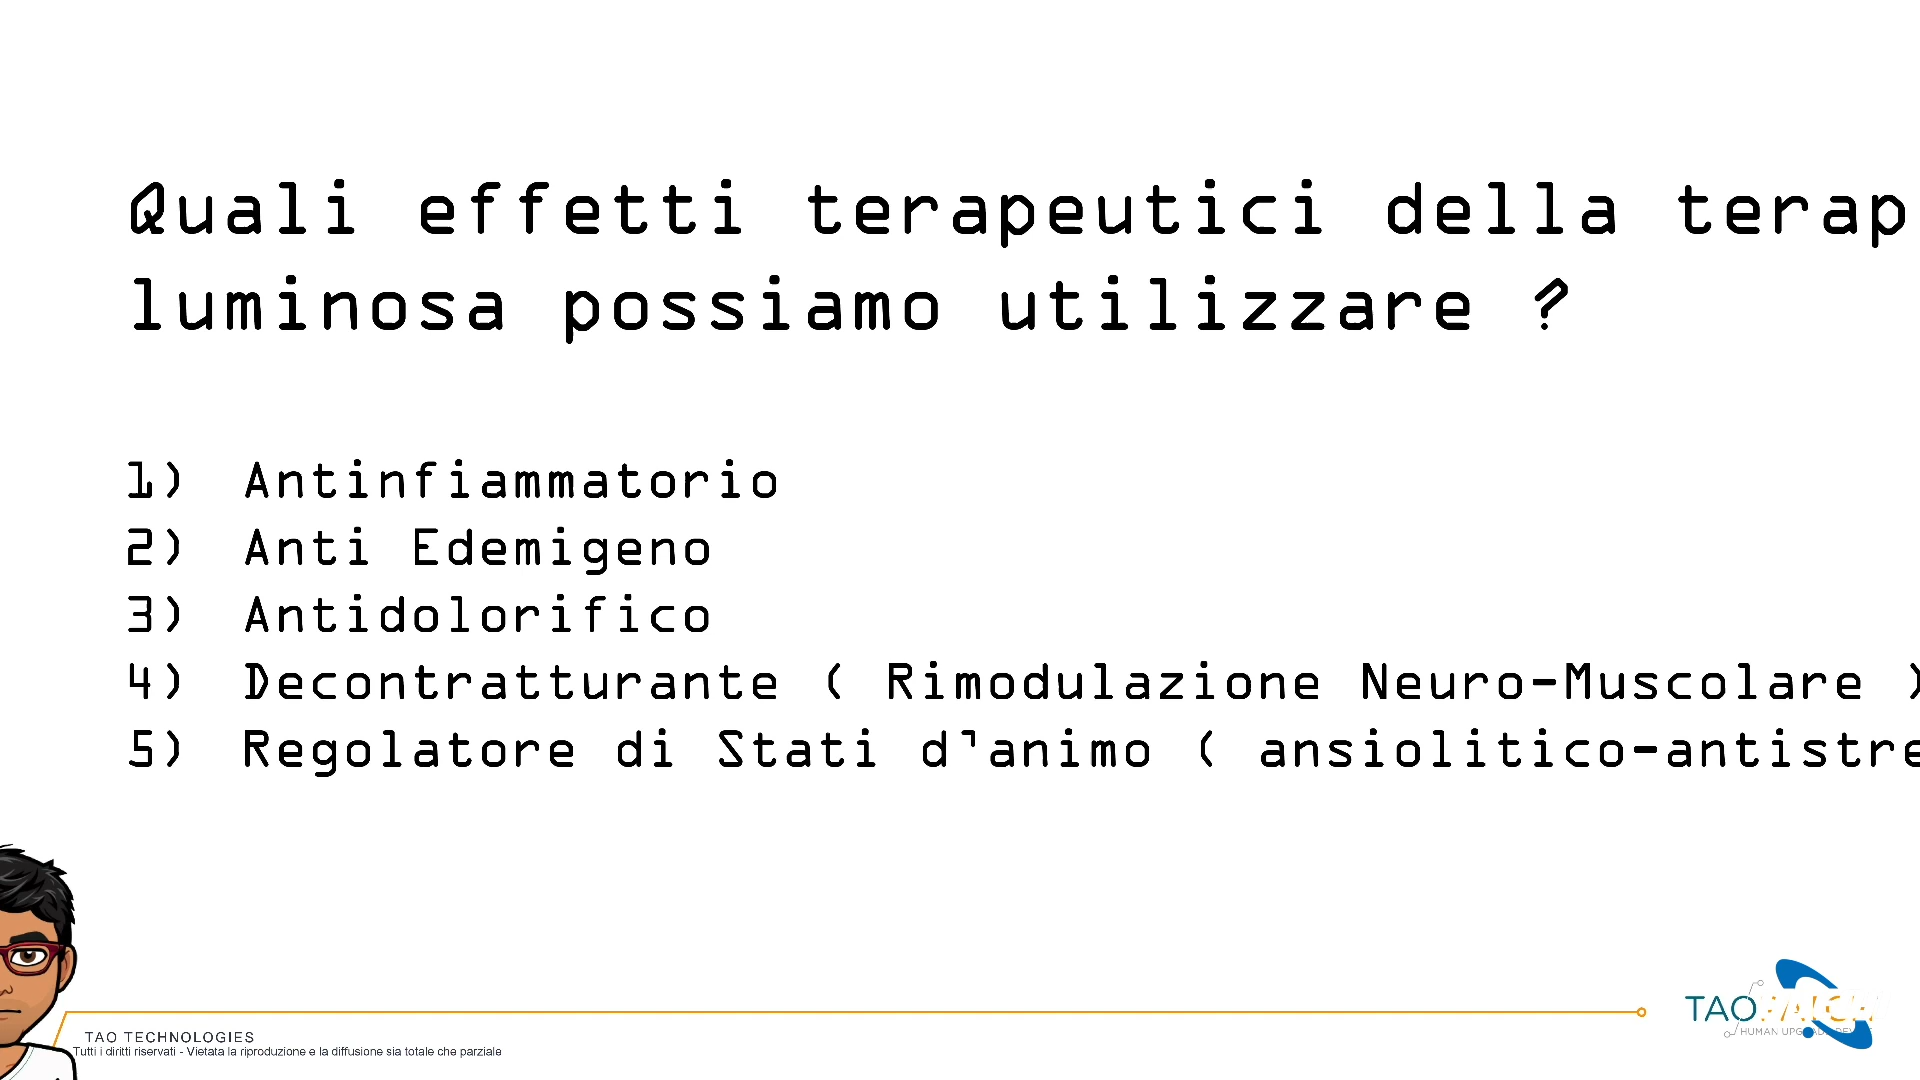 Quali effetti terapeutici della terap
luminosa possiamo utilizzare ?
1) Antinfiammatorio
2) Anti Edemigeno
3) Antidolorifico
4) Decontratturante ( Rimodulazione Neuro-Muscolare )
5) Regolatore di Stati d'animo ( ansiolitico-antistre
TAO
HUMAN
TAO TECHNOLOGIES
Tutti i diritti riservati - Vietata la riproduzione e la diffusione sia totale che parziale